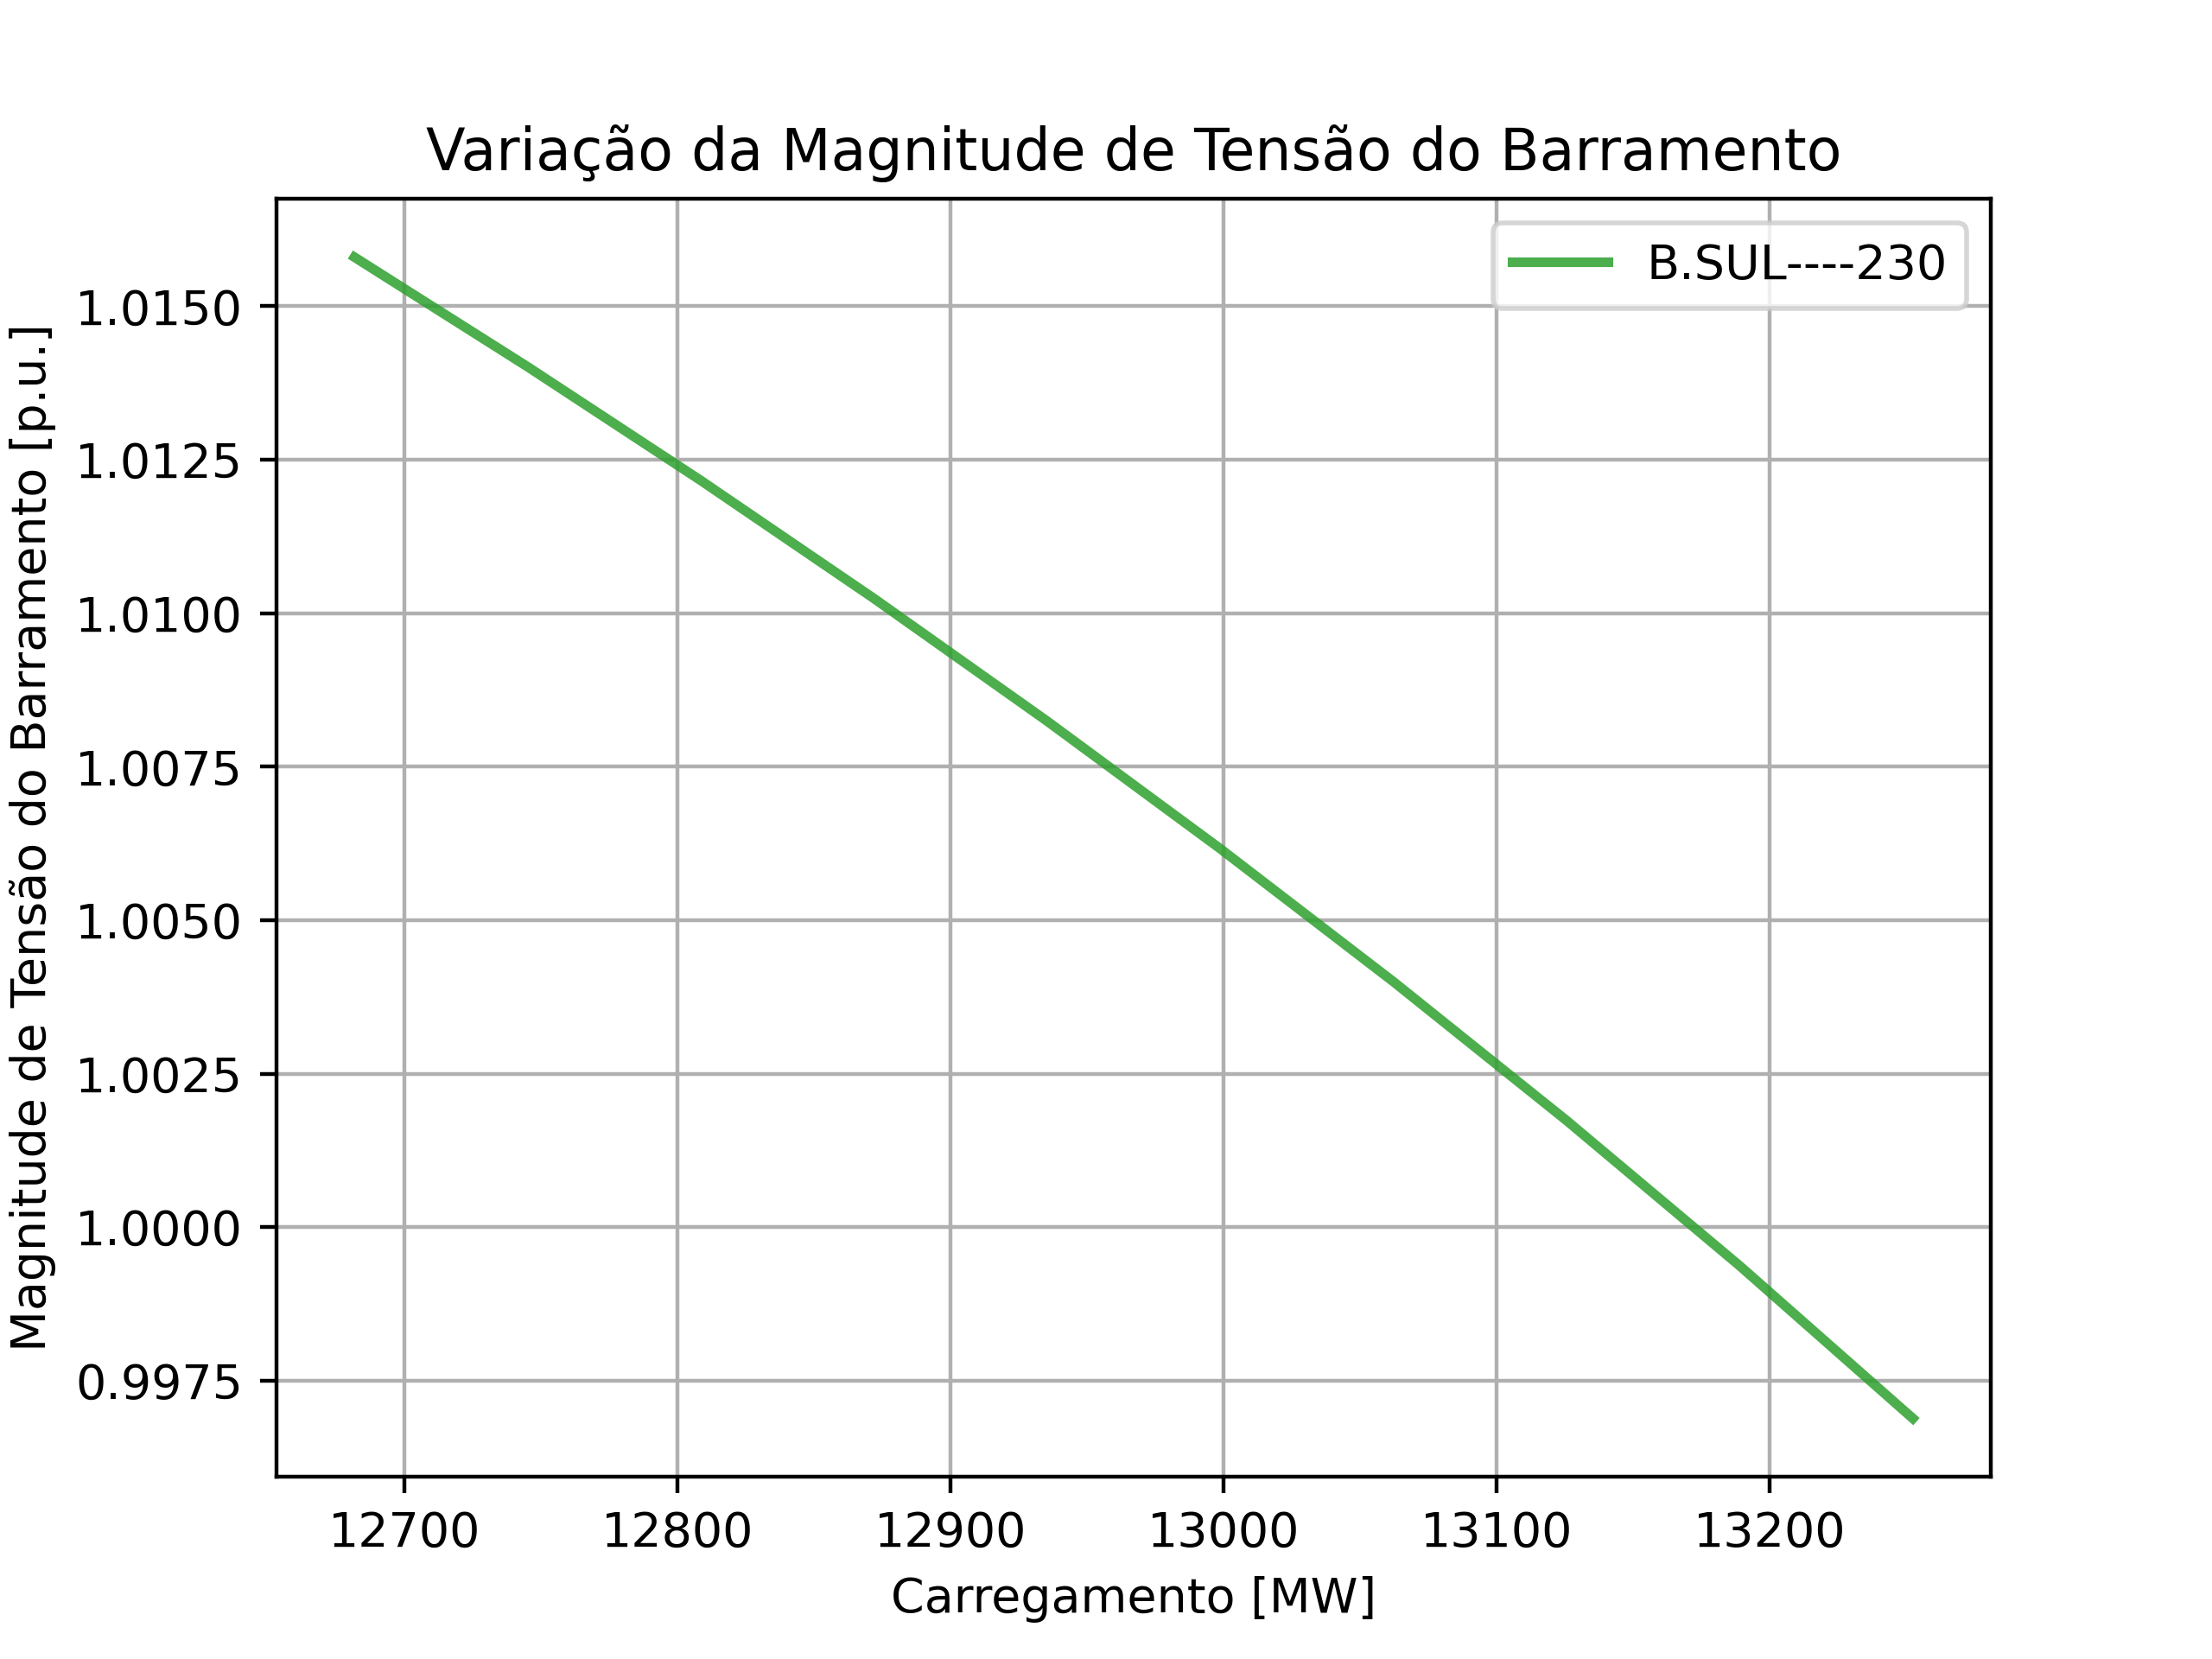 Variação da Magnitude de Tensão do Barramento
B.SUL----230
Magnitude de Tensão do Barramento [p.u.]
1.0150
1.0125
1.0100
1.0075
1.0050
1.0025
1.0000
0.9975
12700 12800 12900 13000 13100 13200
Carregamento [MW]